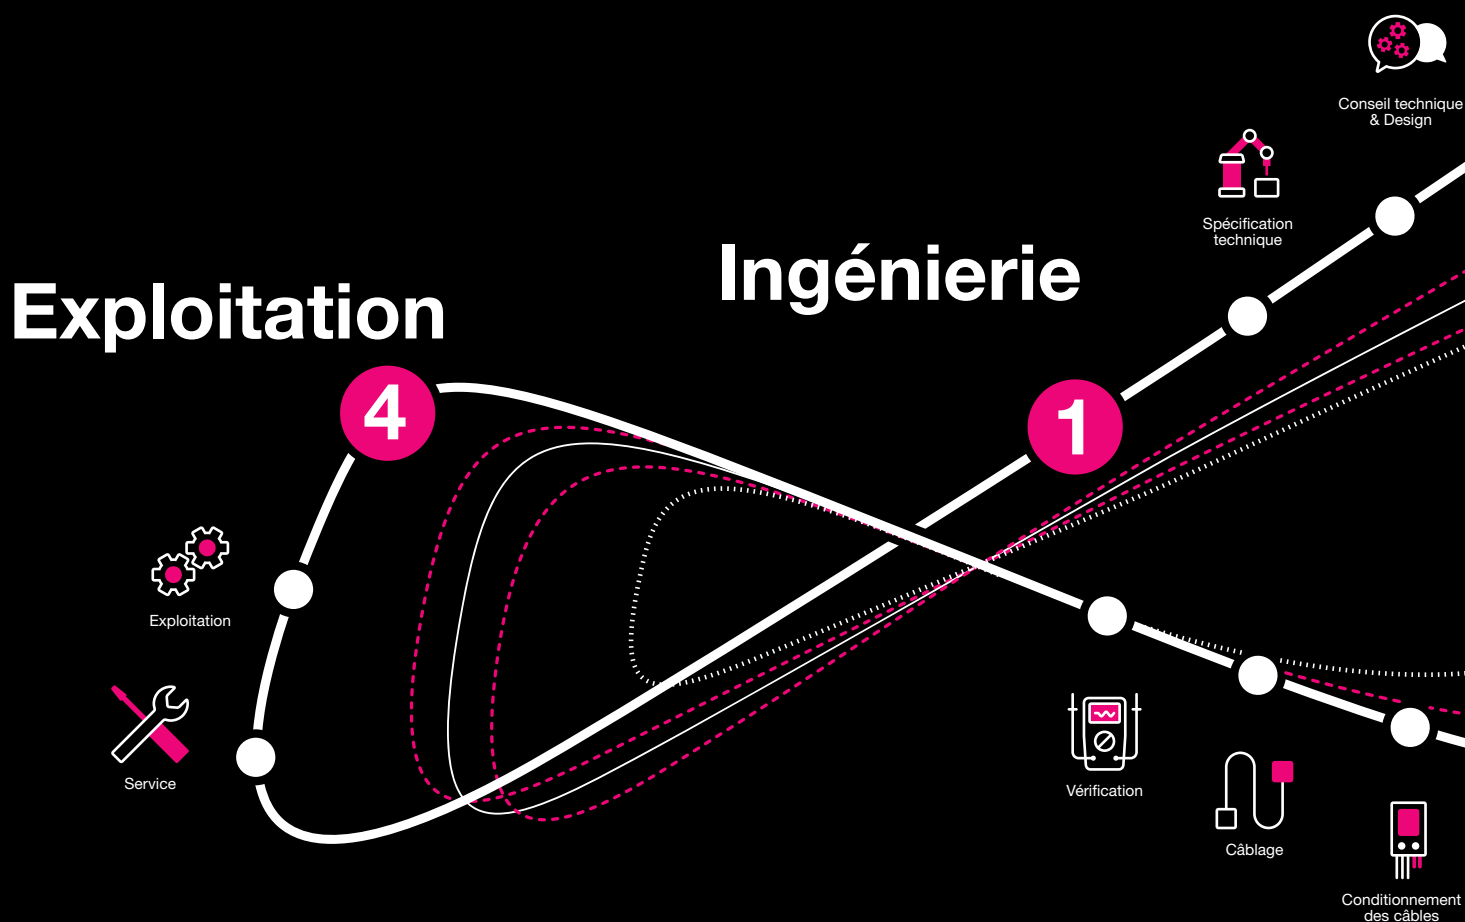 Conseil technique
& Design
Spécification
technique
Ingénierie
Exploitation
4
1
Exploitation
Service
Vérification
Câblage
Conditionnement
des câbles